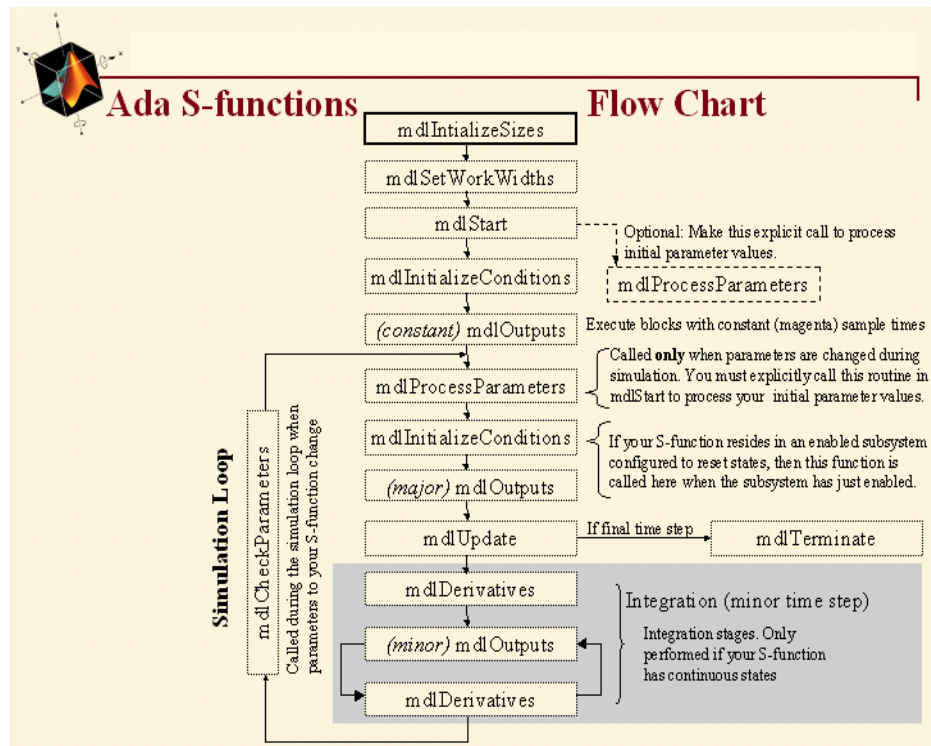 Ada S-functions
Flow Chart
mdlIntializeSizes
mdlSetWorkWidths
mdlStart
Optional: Make this explicit call to process
initial parameter values.
mdlProcessParameters
mdlInitializeConditions
(constant) mdlOutputs
Execute blocks with constant (magenta) sample times
mdlProcessParameters
Called only when parameters are changed during
simulation. You must explicitly call this routine in
mdlStart to process your initial parameter values.
mdlInitializeConditions
If your S-function resides in an enabled subsystem
configured to reset states, then this function is
called here when the subsystem has just enabled.
(major) mdlOutputs
mdlUpdate
If final time step
mdlTerminate
mdlDerivatives
Integration (minor time step)
Integration stages. Only
performed if your S-function
has continuous states
(minor) mdlOutputs
mdlDerivatives
Simulation Loop
mdlCheckParameters
Called during the simulation loop when
parameters to your S-function change